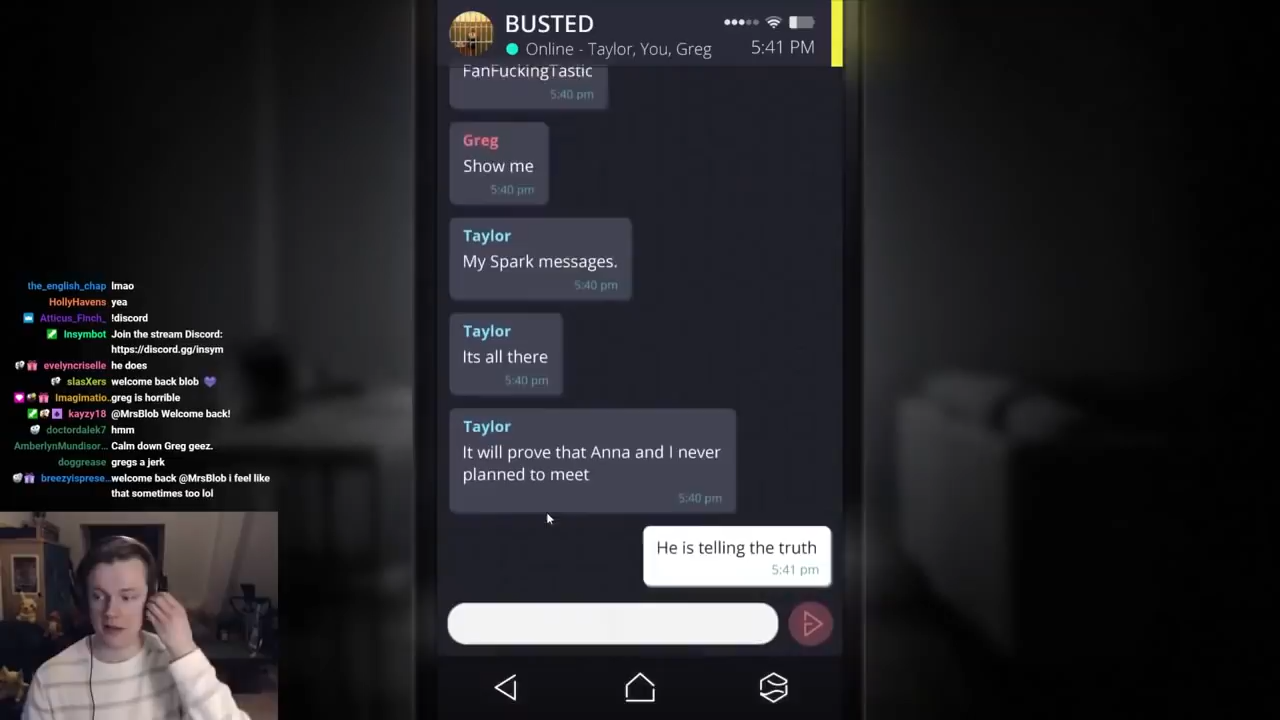 BUSTED
Online - Taylor, You, Greg
5:41 PM
FanFuckingTastic
5:40 pm
Greg
Show me
5:40 pm
Taylor
My Spark messages.
5:40 pm
Taylor
Its all there
5:40 pm
Taylor
It will prove that Anna and I never
planned to meet
5:40 pm
He is telling the truth
5:41 pm
the_english_chap lmao
HollyHavens yea
Atticus_Finch_ !discord
Insymbot Join the stream Discord:
https://discord.gg/insym
evelyncriselle he does
slasXers welcome back blob
Imaginatio... greg is horrible
kayzy18 @MrsBlob Welcome back!
doctordalek7 hmm
AmberlynMundisor... Calm down Greg geez.
doggrease gregs a jerk
breezyisprese... welcome back @MrsBlob i feel like
that sometimes too lol